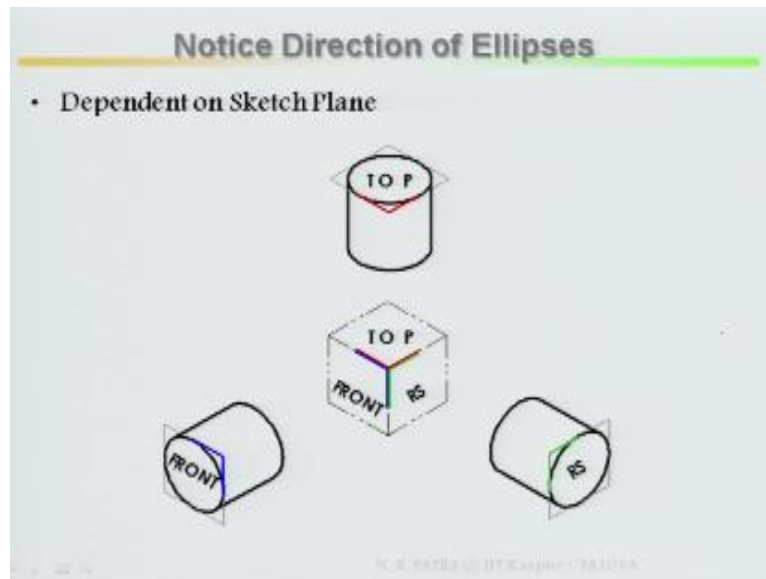 Notice Direction of Ellipses
• Dependent on Sketch Plane
TOP
TOP
FRONT
RS
FRONT
RS